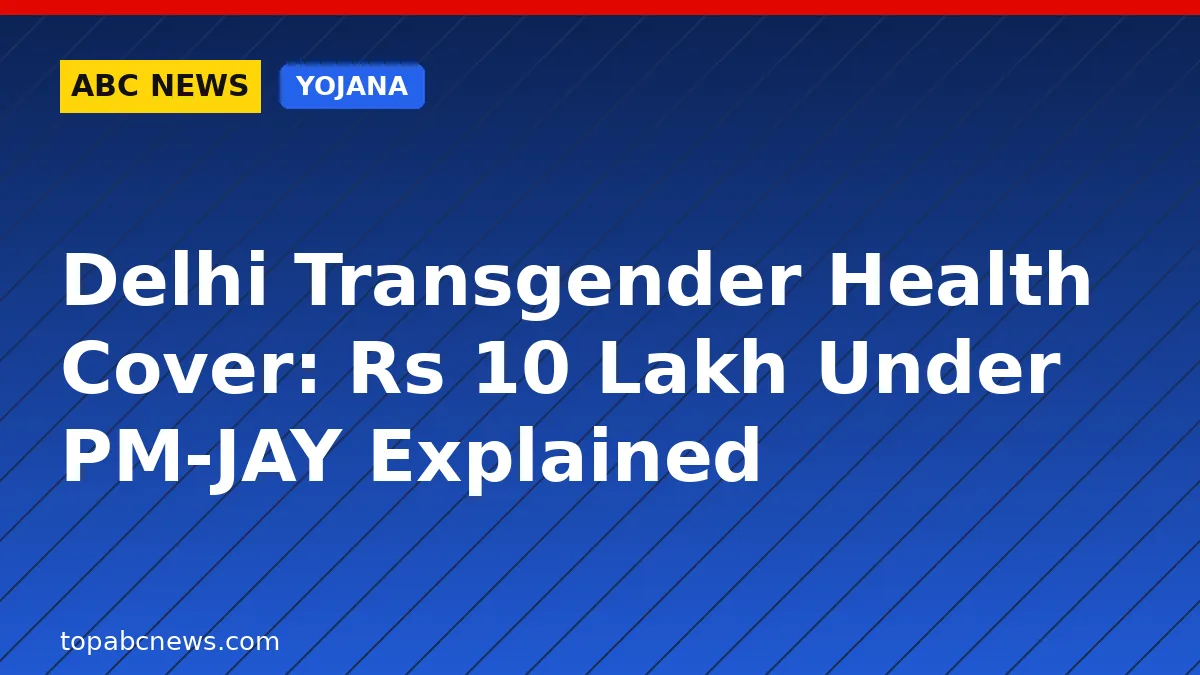 ABC NEWS
YOJANA
Delhi Transgender Health
Cover: Rs 10 Lakh Under
PM-JAY Explained
topabcnews.com